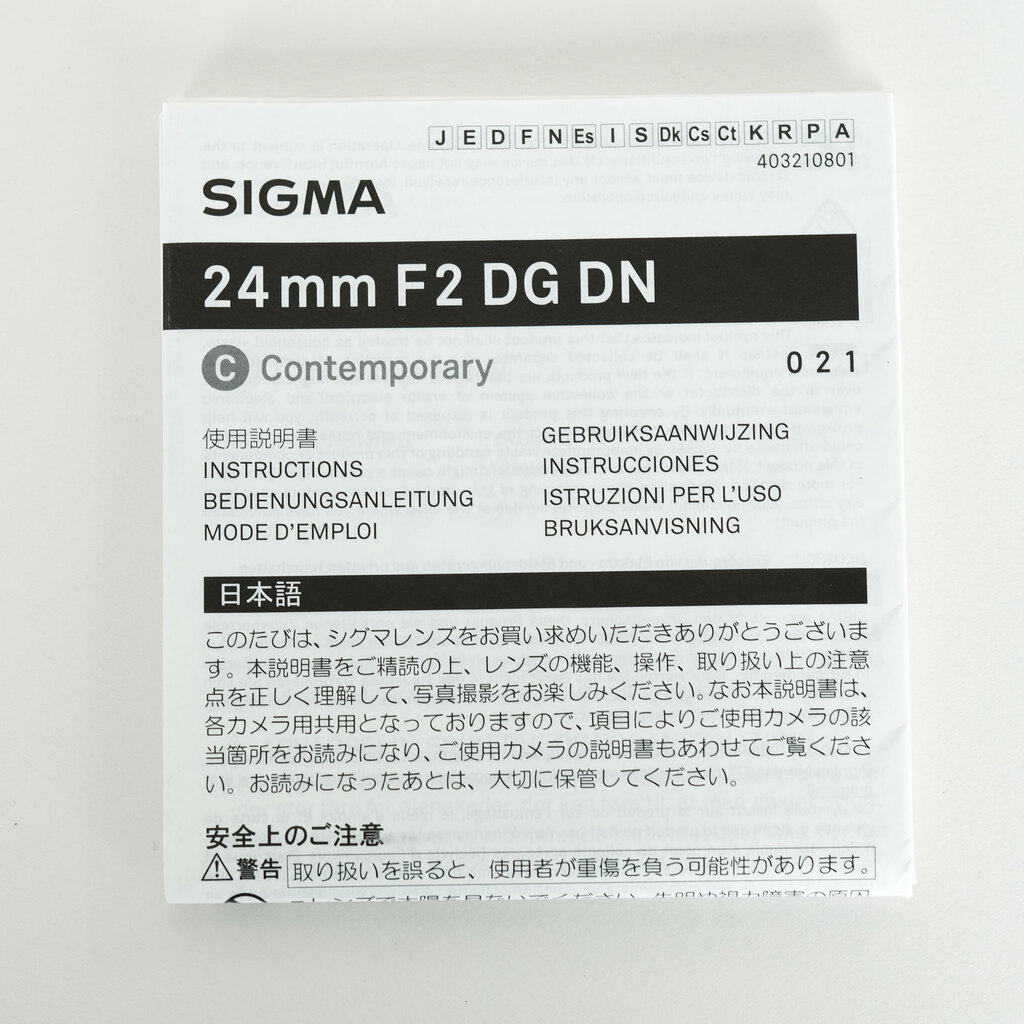 J E D F N Es I S Dk Cs Ct K R P A
403210801
SIGMA
24mm F2 DG DN
C Contemporary 021
使用説明書
INSTRUCTIONS
BEDIENUNGSANLEITUNG
MODE D'EMPLOI
GEBRUIKSAANWIJZING
INSTRUCCIONES
ISTRUZIONI PER L'USO
BRUKSANVISNING
日本語
このたびは、シグマレンズをお買い求めいただきありがとうございま
す。本説明書をご精読の上、レンズの機能、操作、取り扱い上の注意
点を正しく理解して、写真撮影をお楽しみください。なお本説明書は、
各カメラ用共用となっておりますので、項目によりご使用カメラの該
当箇所をお読みになり、ご使用カメラの説明書もあわせてご覧くださ
い。お読みになったあとは、大切に保管してください。
安全上のご注意
警告 取り扱いを誤ると、使用者が重傷を負う可能性があります。